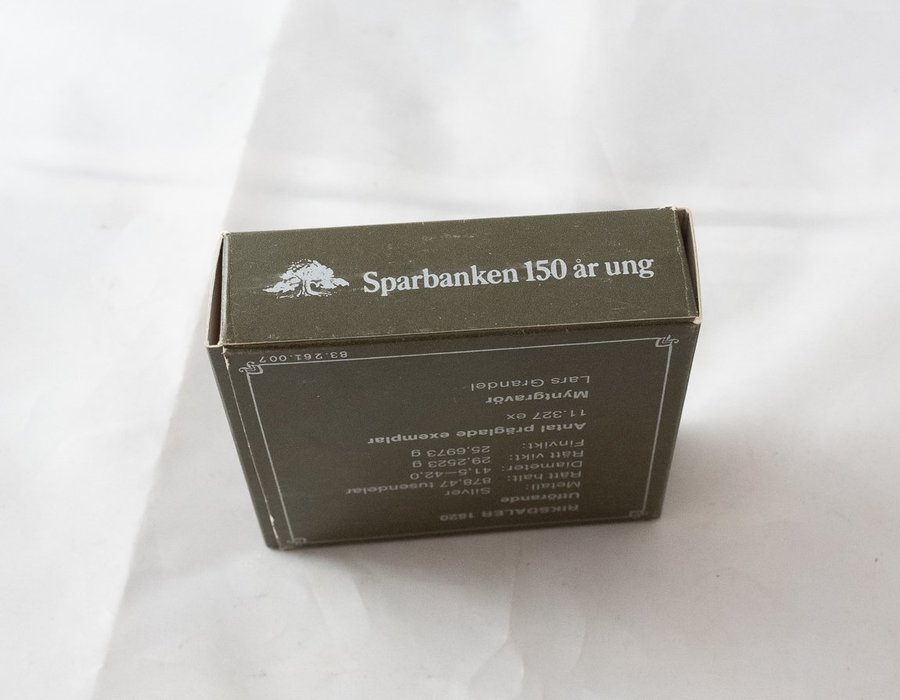 Sparbanken 150 år ung
RIKSDALER 1820
Utförande
Metall: Silver
Rätt halt: 878,47 tusendelar
Diameter: 41,5–42,0
Rätt vikt: 29,2523 g
Finvikt: 25,6973 g
Antal präglade exemplar
11.327 ex
Myntgravör
Lars Grandel
83.261.007